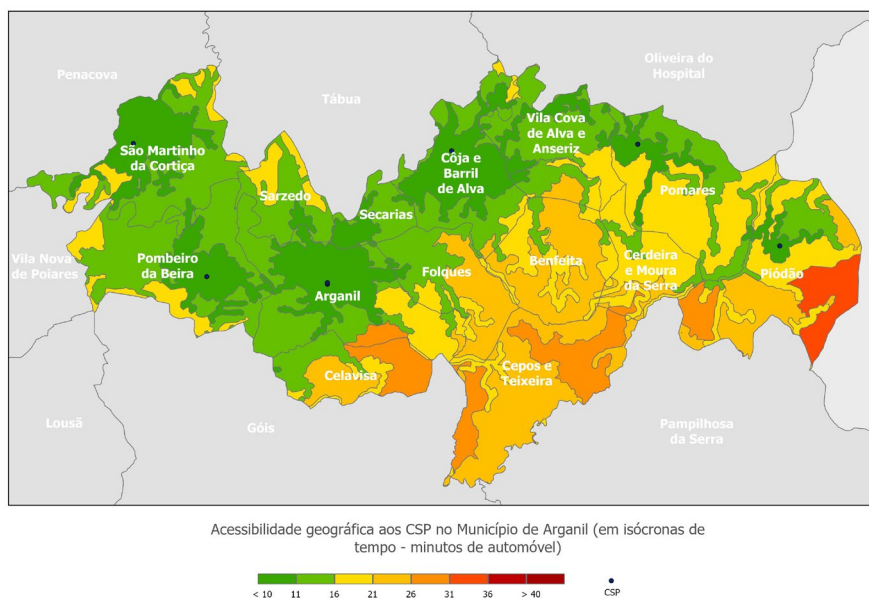 Oliveira do
Hospital
Penacova
Tábua
Vila Cova
de Alva e
Anseriz
São Martinho
da Cortiça
Côja e
Barril
de Alva
Pomares
Sarzedo
Secarias
Vila Nova
de Poiares
Pombeiro
da Beira
Folques
Benfeita
Cerdeira
e Moura
da Serra
Piódão
Arganil
Celavisa
Cepos e
Teixeira
Lousã
Góis
Pampilhosa
da Serra
Acessibilidade geográfica aos CSP no Município de Arganil (em isócronas de
tempo - minutos de automóvel)
< 10 11 16 21 26 31 36 > 40
CSP